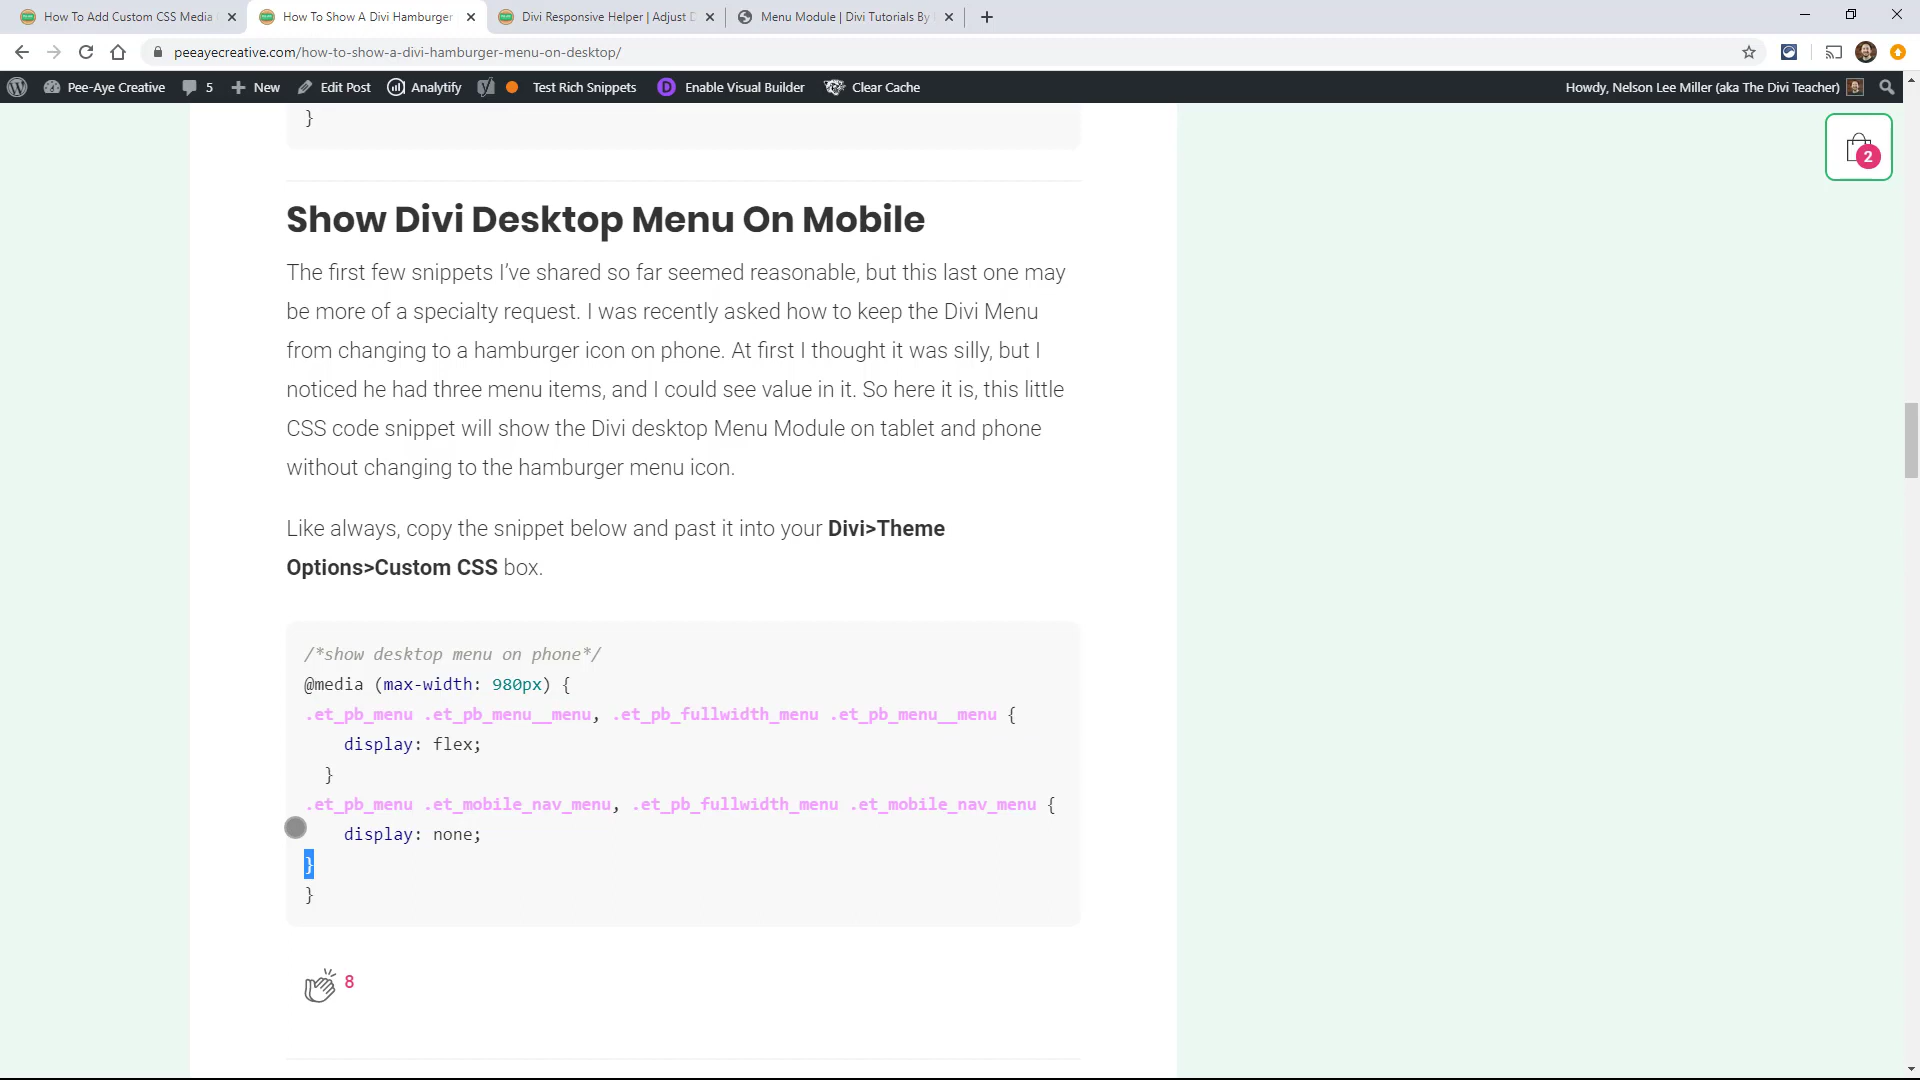 How To Add Custom CSS Media
How To Show A Divi Hamburger
Divi Responsive Helper | Adjust D
Menu Module | Divi Tutorials By
peeayecreative.com/how-to-show-a-divi-hamburger-menu-on-desktop/
Pee-Aye Creative
5
New
Edit Post
Analytify
Test Rich Snippets
Enable Visual Builder
Clear Cache
Howdy, Nelson Lee Miller (aka The Divi Teacher)
2
}
Show Divi Desktop Menu On Mobile
The first few snippets I’ve shared so far seemed reasonable, but this last one may
be more of a specialty request. I was recently asked how to keep the Divi Menu
from changing to a hamburger icon on phone. At first I thought it was silly, but I
noticed he had three menu items, and I could see value in it. So here it is, this little
CSS code snippet will show the Divi desktop Menu Module on tablet and phone
without changing to the hamburger menu icon.
Like always, copy the snippet below and past it into your Divi>Theme
Options>Custom CSS box.
/*show desktop menu on phone*/
@media (max-width: 980px) {
.et_pb_menu .et_pb_menu__menu, .et_pb_fullwidth_menu .et_pb_menu__menu {
display: flex;
}
.et_pb_menu .et_mobile_nav_menu, .et_pb_fullwidth_menu .et_mobile_nav_menu {
display: none;
}
}
8